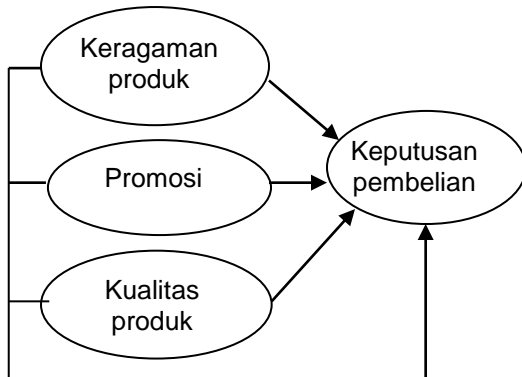 Keragaman
produk
Promosi
Kualitas
produk
Keputusan
pembelian